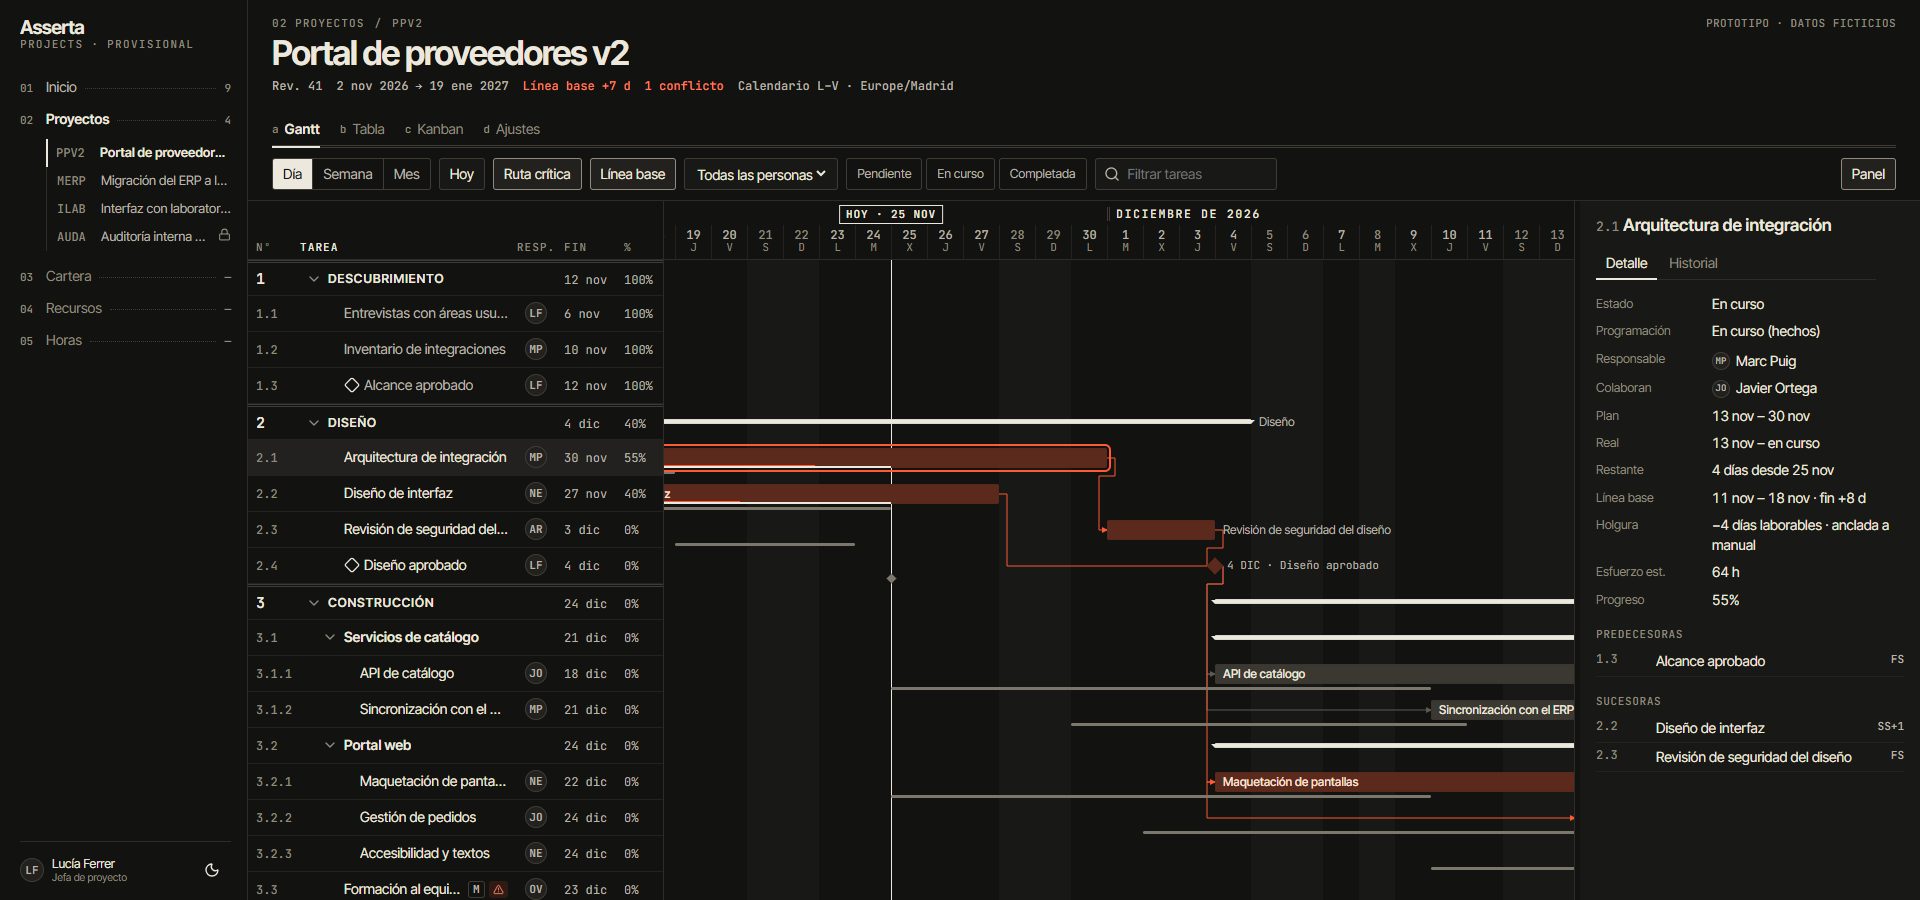 Asserta
PROJECTS · PROVISIONAL
01 Inicio 9
02 Proyectos 4
PPV2 Portal de proveedor...
MERP Migración del ERP a l...
ILAB Interfaz con laborator...
AUDA Auditoría interna ...
03 Cartera –
04 Recursos –
05 Horas –
LF Lucía Ferrer
Jefa de proyecto
02 PROYECTOS / PPV2
PROTOTIPO · DATOS FICTICIOS
Portal de proveedores v2
Rev. 41 2 nov 2026 → 19 ene 2027 Línea base +7 d 1 conflicto Calendario L–V · Europe/Madrid
a Gantt b Tabla c Kanban d Ajustes
Día Semana Mes Hoy Ruta crítica Línea base Todas las personas Pendiente En curso Completada Filtrar tareas Panel
HOY · 25 NOV DICIEMBRE DE 2026
19 20 21 22 23 24 25 26 27 28 29 30 1 2 3 4 5 6 7 8 9 10 11 12 13
J V S D L M X J V S D L M X J V S D L M X J V S D
N° TAREA RESP. FIN %
1 DESCUBRIMIENTO 12 nov 100%
1.1 Entrevistas con áreas usu... LF 6 nov 100%
1.2 Inventario de integraciones MP 10 nov 100%
1.3 Alcance aprobado LF 12 nov 100%
2 DISEÑO 4 dic 40% Diseño
2.1 Arquitectura de integración MP 30 nov 55%
2.2 Diseño de interfaz NE 27 nov 40% z
2.3 Revisión de seguridad del... AR 3 dic 0% Revisión de seguridad del diseño
2.4 Diseño aprobado LF 4 dic 0% 4 DIC · Diseño aprobado
3 CONSTRUCCIÓN 24 dic 0%
3.1 Servicios de catálogo 21 dic 0%
3.1.1 API de catálogo JO 18 dic 0% API de catálogo
3.1.2 Sincronización con el ... MP 21 dic 0% Sincronización con el ERP
3.2 Portal web 24 dic 0%
3.2.1 Maquetación de panta... NE 22 dic 0% Maquetación de pantallas
3.2.2 Gestión de pedidos JO 24 dic 0%
3.2.3 Accesibilidad y textos NE 24 dic 0%
3.3 Formación al equi... M OV 23 dic 0%
2.1 Arquitectura de integración
Detalle Historial
Estado En curso
Programación En curso (hechos)
Responsable MP Marc Puig
Colaboran JO Javier Ortega
Plan 13 nov – 30 nov
Real 13 nov – en curso
Restante 4 días desde 25 nov
Línea base 11 nov – 18 nov · fin +8 d
Holgura −4 días laborables · anclada a
manual
Esfuerzo est. 64 h
Progreso 55%
PREDECESORAS
1.3 Alcance aprobado FS
SUCESORAS
2.2 Diseño de interfaz SS+1
2.3 Revisión de seguridad del diseño FS